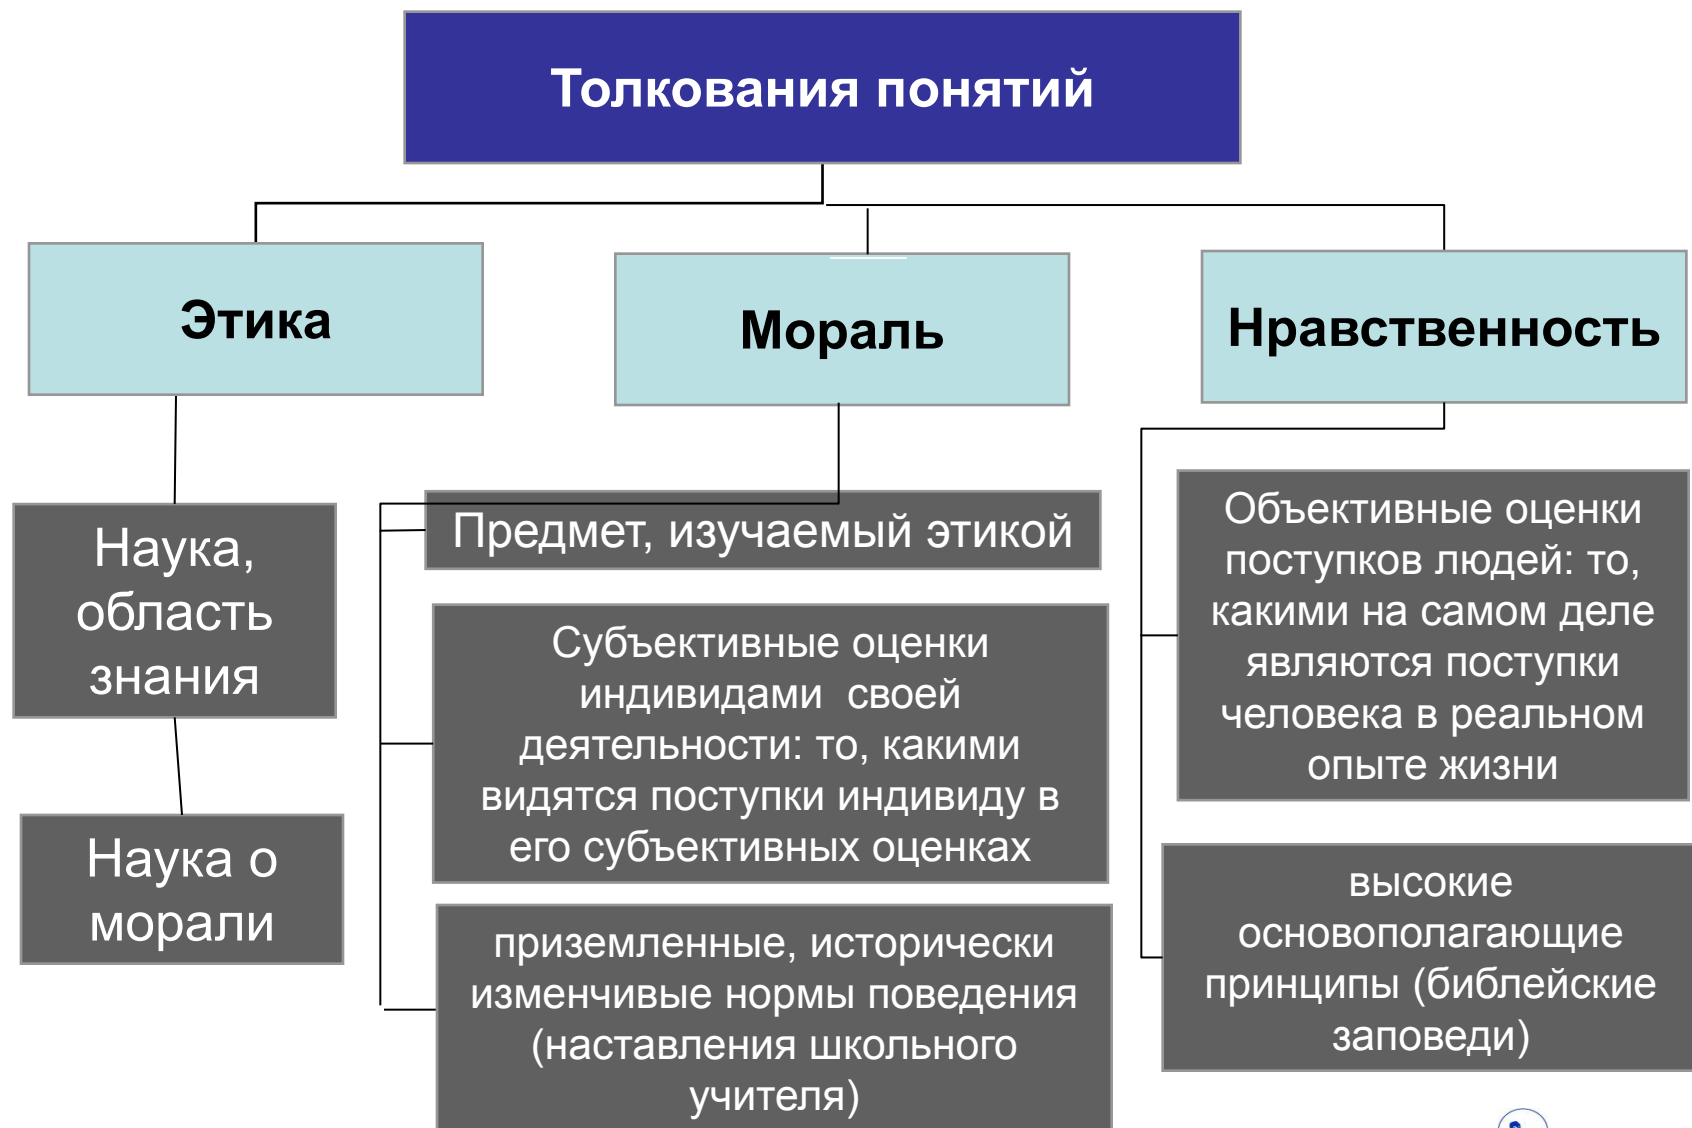 Толкования понятий
Этика
Мораль
Нравственность
Наука,
область
знания
Наука о
морали
Предмет, изучаемый этикой
Субъективные оценки
индивидами своей
деятельности: то, какими
видятся поступки индивиду в
его субъективных оценках
приземленные, исторически
изменчивые нормы поведения
(наставления школьного
учителя)
Объективные оценки
поступков людей: то,
какими на самом деле
являются поступки
человека в реальном
опыте жизни
высокие
основополагающие
принципы (библейские
заповеди)